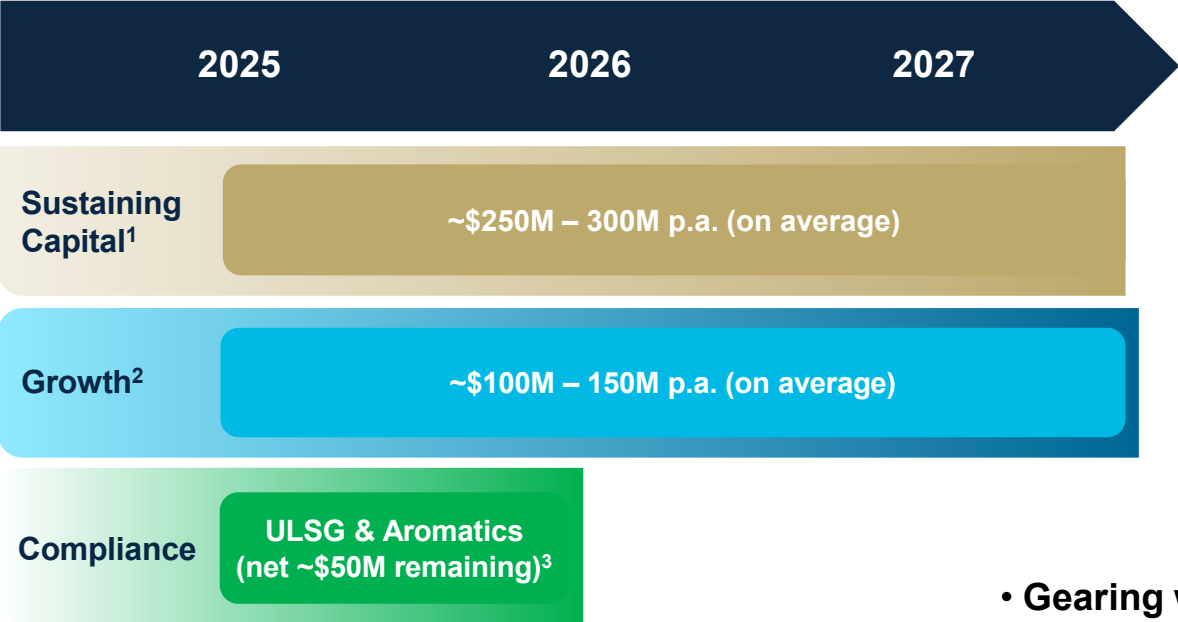 2025 2026 2027
Sustaining
Capital¹
~$250M – 300M p.a. (on average)
Growth²
~$100M – 150M p.a. (on average)
Compliance
ULSG & Aromatics
(net ~$50M remaining)³
• Gearing